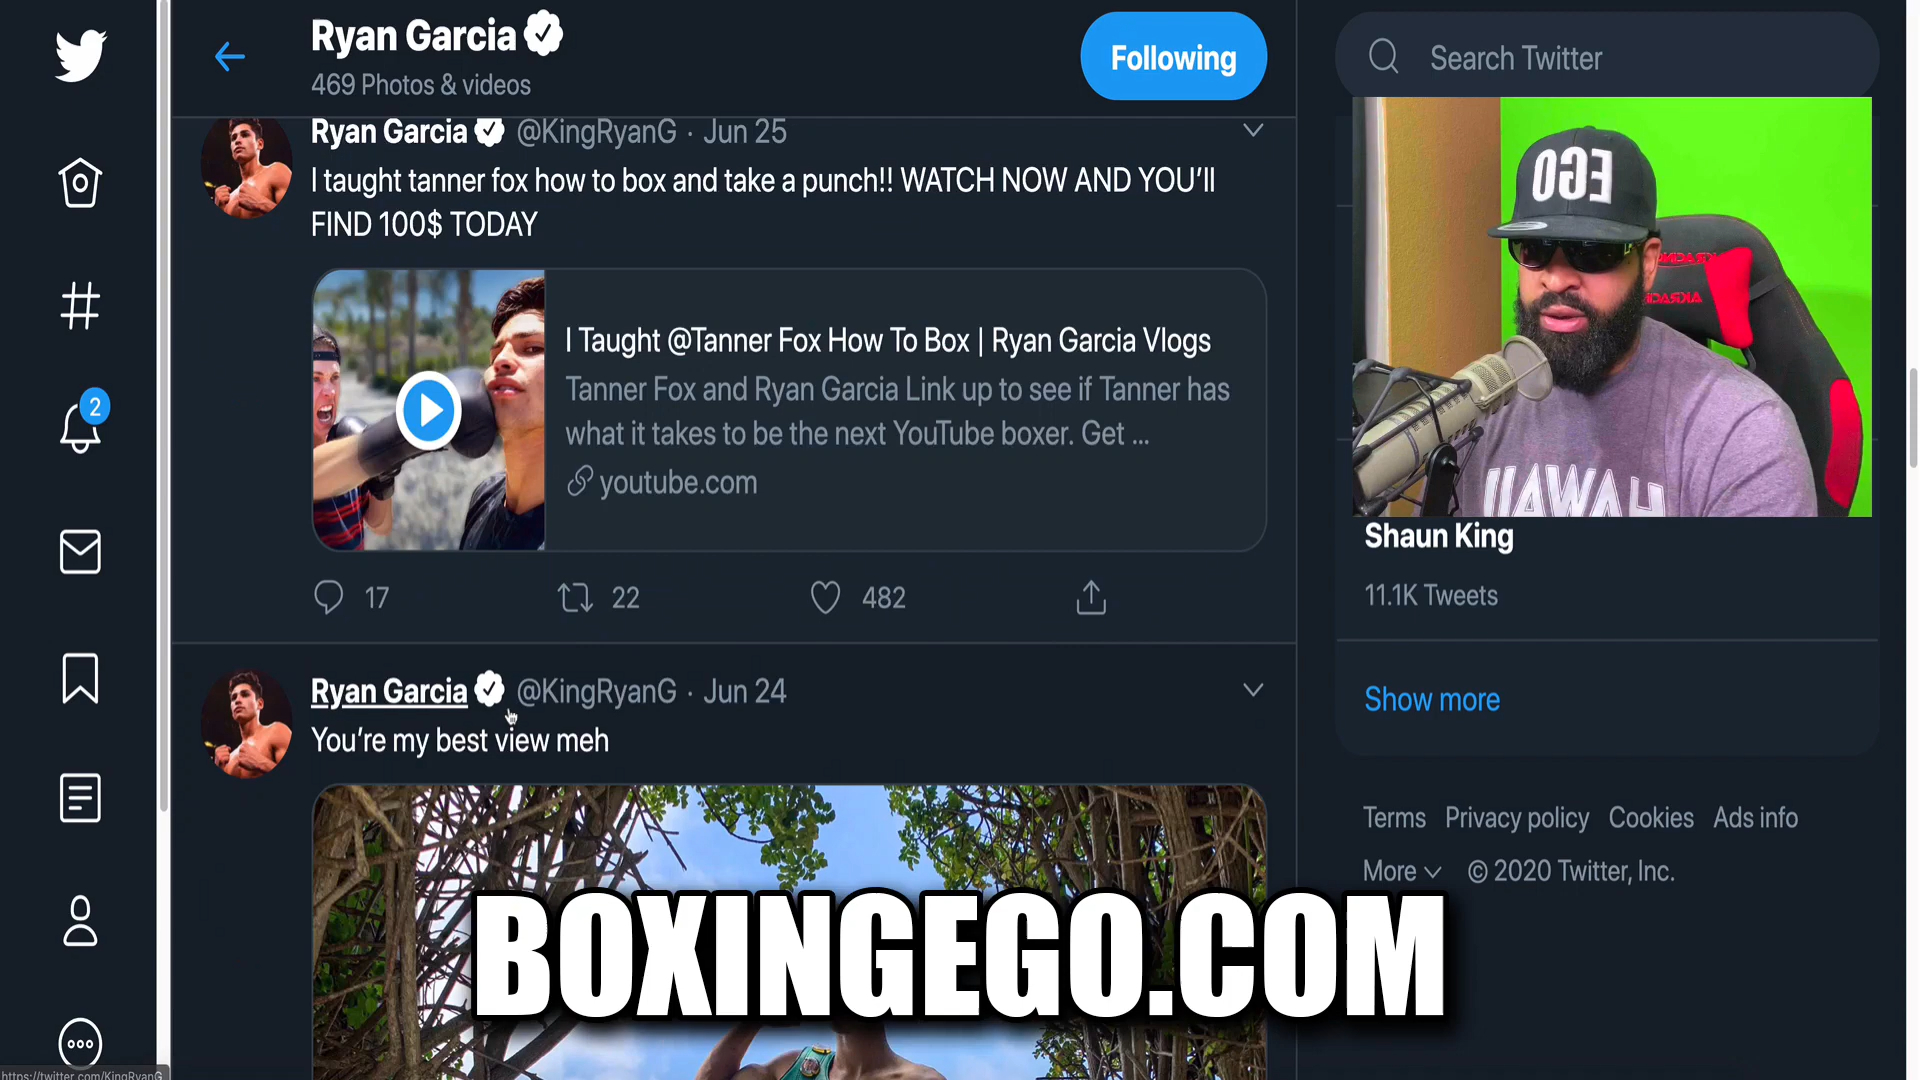 Ryan Garcia
469 Photos & videos
Following
Search Twitter
Ryan Garcia @KingRyanG · Jun 25
I taught tanner fox how to box and take a punch!! WATCH NOW AND YOU'll
FIND 100$ TODAY
I Taught @Tanner Fox How To Box | Ryan Garcia Vlogs
Tanner Fox and Ryan Garcia Link up to see if Tanner has
what it takes to be the next YouTube boxer. Get ...
youtube.com
17 22 482
2
EGO
HAWAII
Shaun King
11.1K Tweets
Show more
Ryan Garcia @KingRyanG · Jun 24
You're my best view meh
Terms Privacy policy Cookies Ads info
More © 2020 Twitter, Inc.
BOXINGEGO.COM
https://twitter.com/KingRyanG